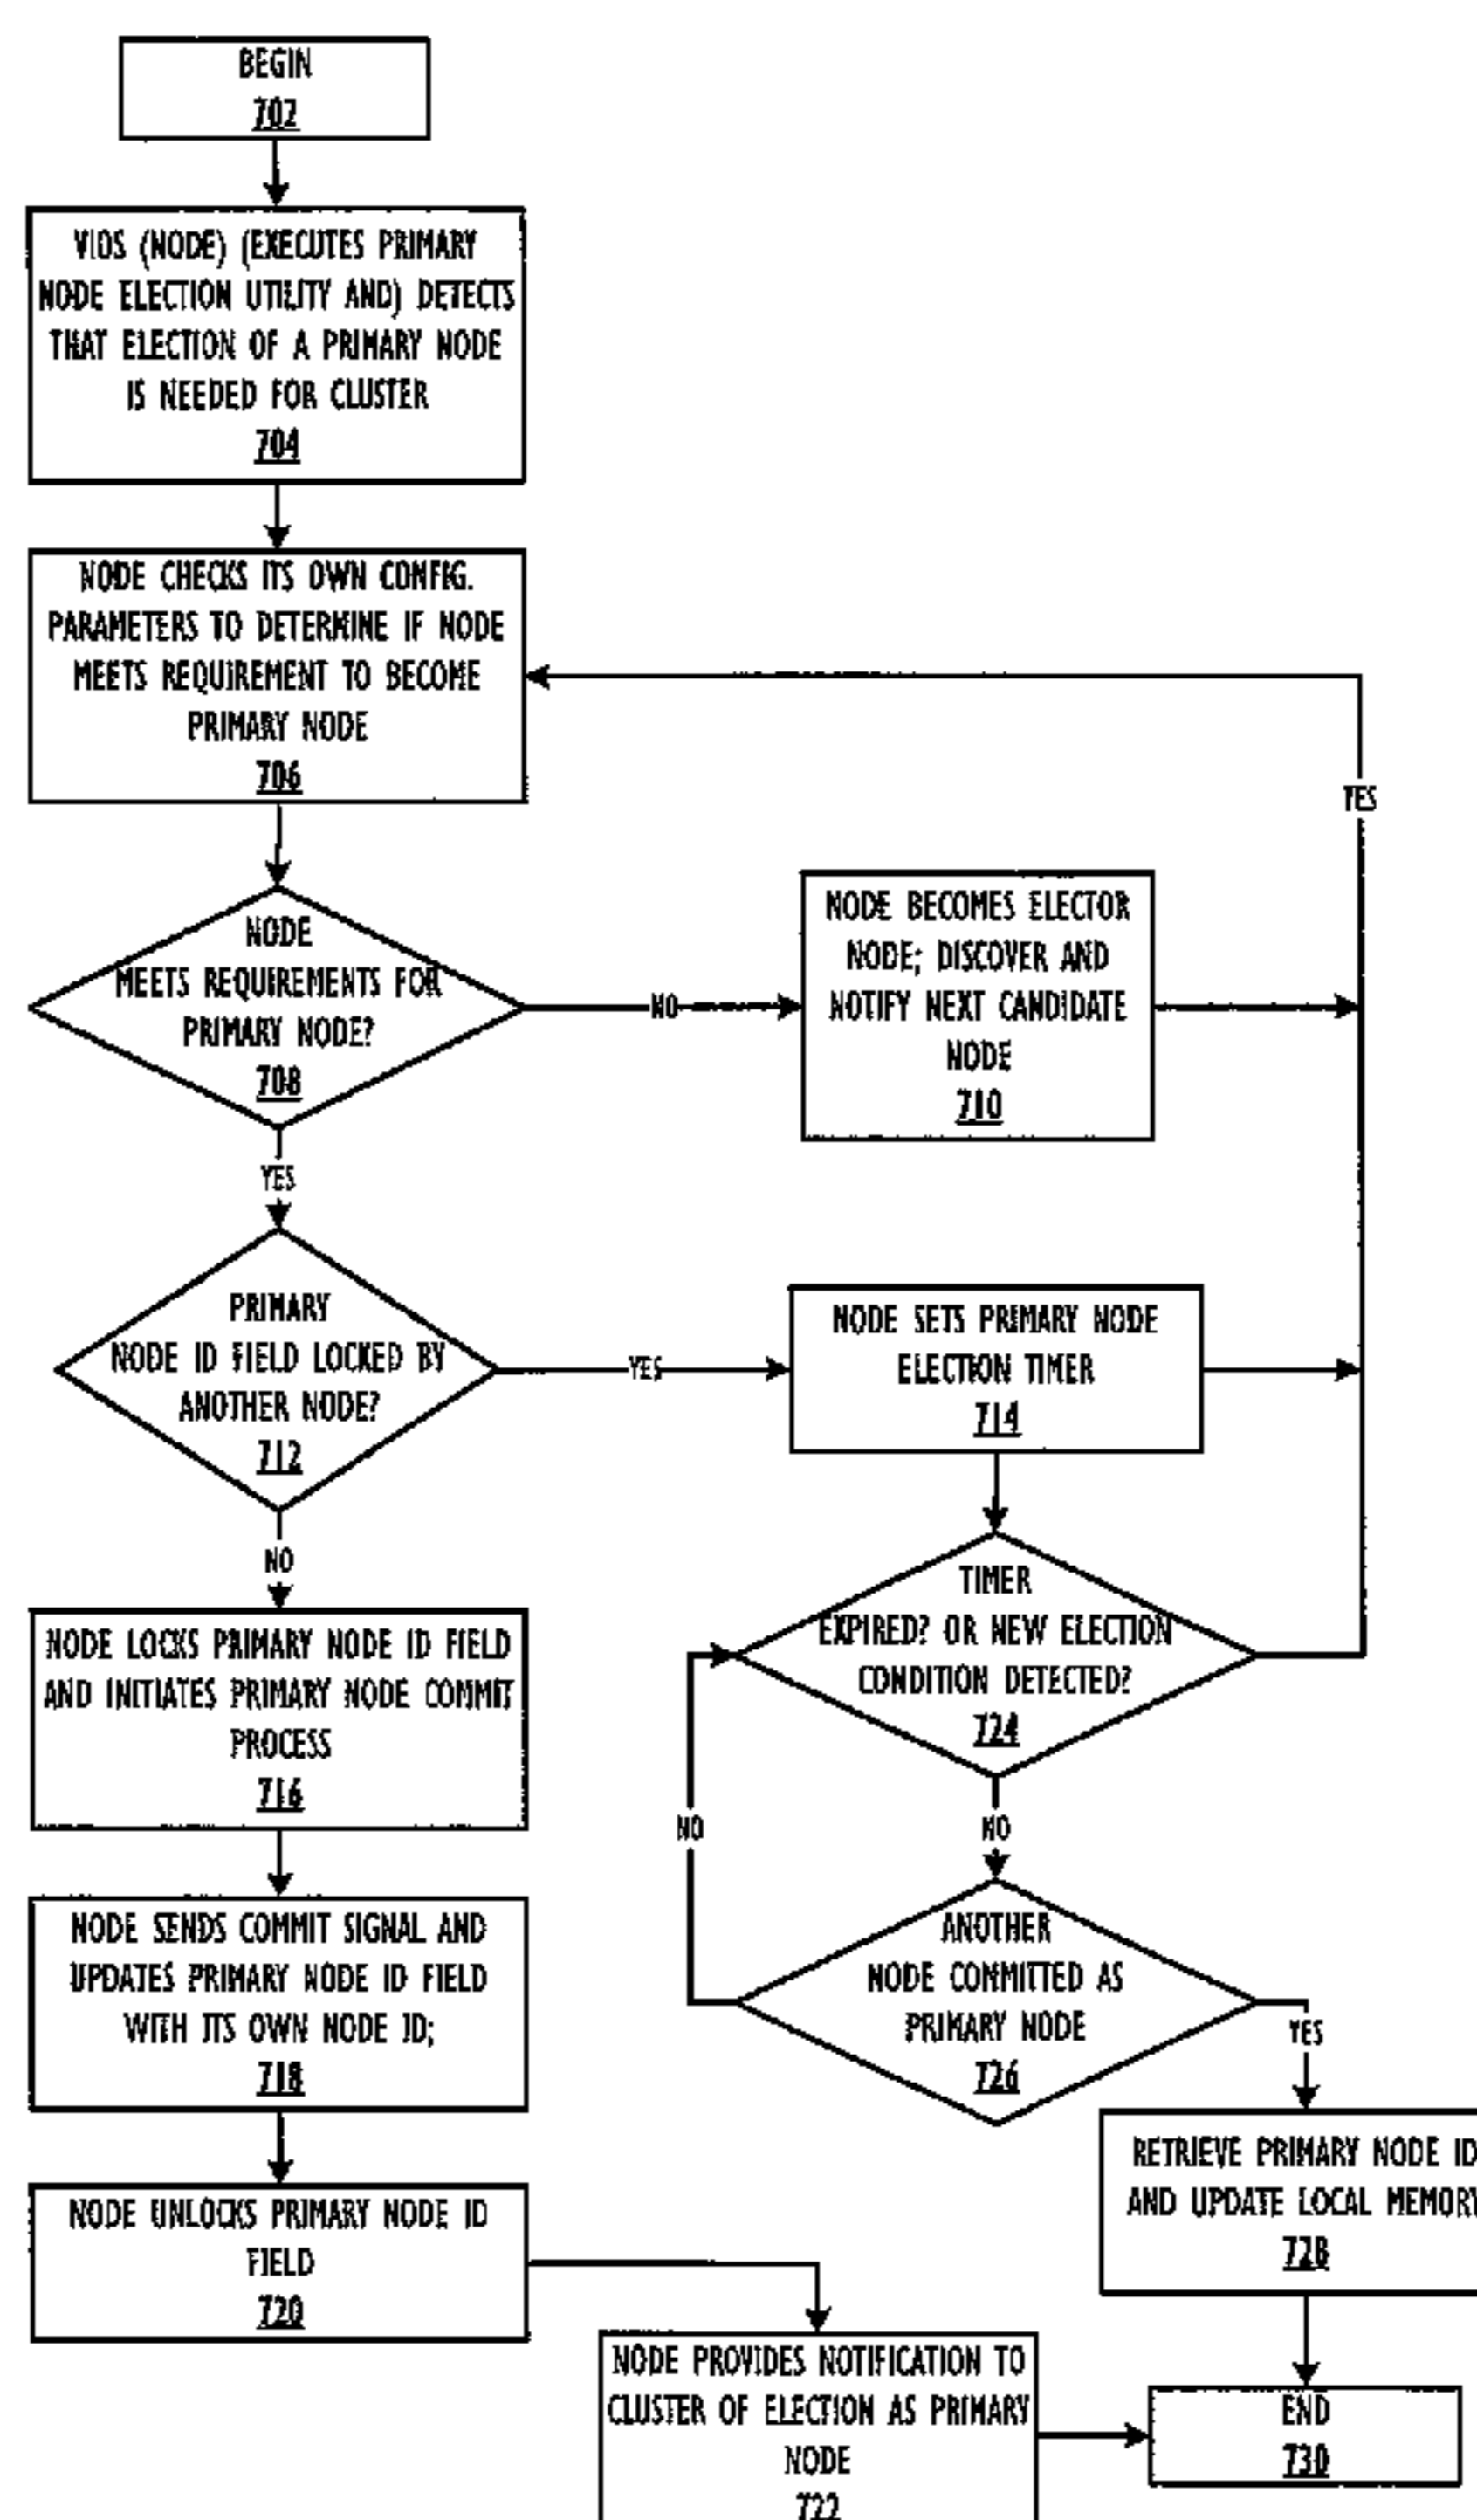 BEGIN
702
VIOS (NODE) (EXECUTES PRIMARY
NODE ELECTION UTILITY AND) DETECTS
THAT ELECTION OF A PRIMARY NODE
IS NEEDED FOR CLUSTER
704
NODE CHECKS ITS OWN CONFIG.
PARAMETERS TO DETERMINE IF NODE
MEETS REQUIREMENT TO BECOME
PRIMARY NODE
706
YES
NODE
MEETS REQUIREMENTS FOR
PRIMARY NODE?
708
NO
NODE BECOMES ELECTOR
NODE; DISCOVER AND
NOTIFY NEXT CANDIDATE
NODE
710
YES
PRIMARY
NODE ID FIELD LOCKED BY
ANOTHER NODE?
712
YES
NODE SETS PRIMARY NODE
ELECTION TIMER
714
NO
TIMER
EXPIRED? OR NEW ELECTION
CONDITION DETECTED?
724
NODE LOCKS PRIMARY NODE ID FIELD
AND INITIATES PRIMARY NODE COMMIT
PROCESS
716
NO
NO
NODE SENDS COMMIT SIGNAL AND
UPDATES PRIMARY NODE ID FIELD
WITH ITS OWN NODE ID;
718
ANOTHER
NODE COMMITTED AS
PRIMARY NODE
726
YES
RETRIEVE PRIMARY NODE ID
AND UPDATE LOCAL MEMORY
728
NODE UNLOCKS PRIMARY NODE ID
FIELD
720
NODE PROVIDES NOTIFICATION TO
CLUSTER OF ELECTION AS PRIMARY
NODE
722
END
730